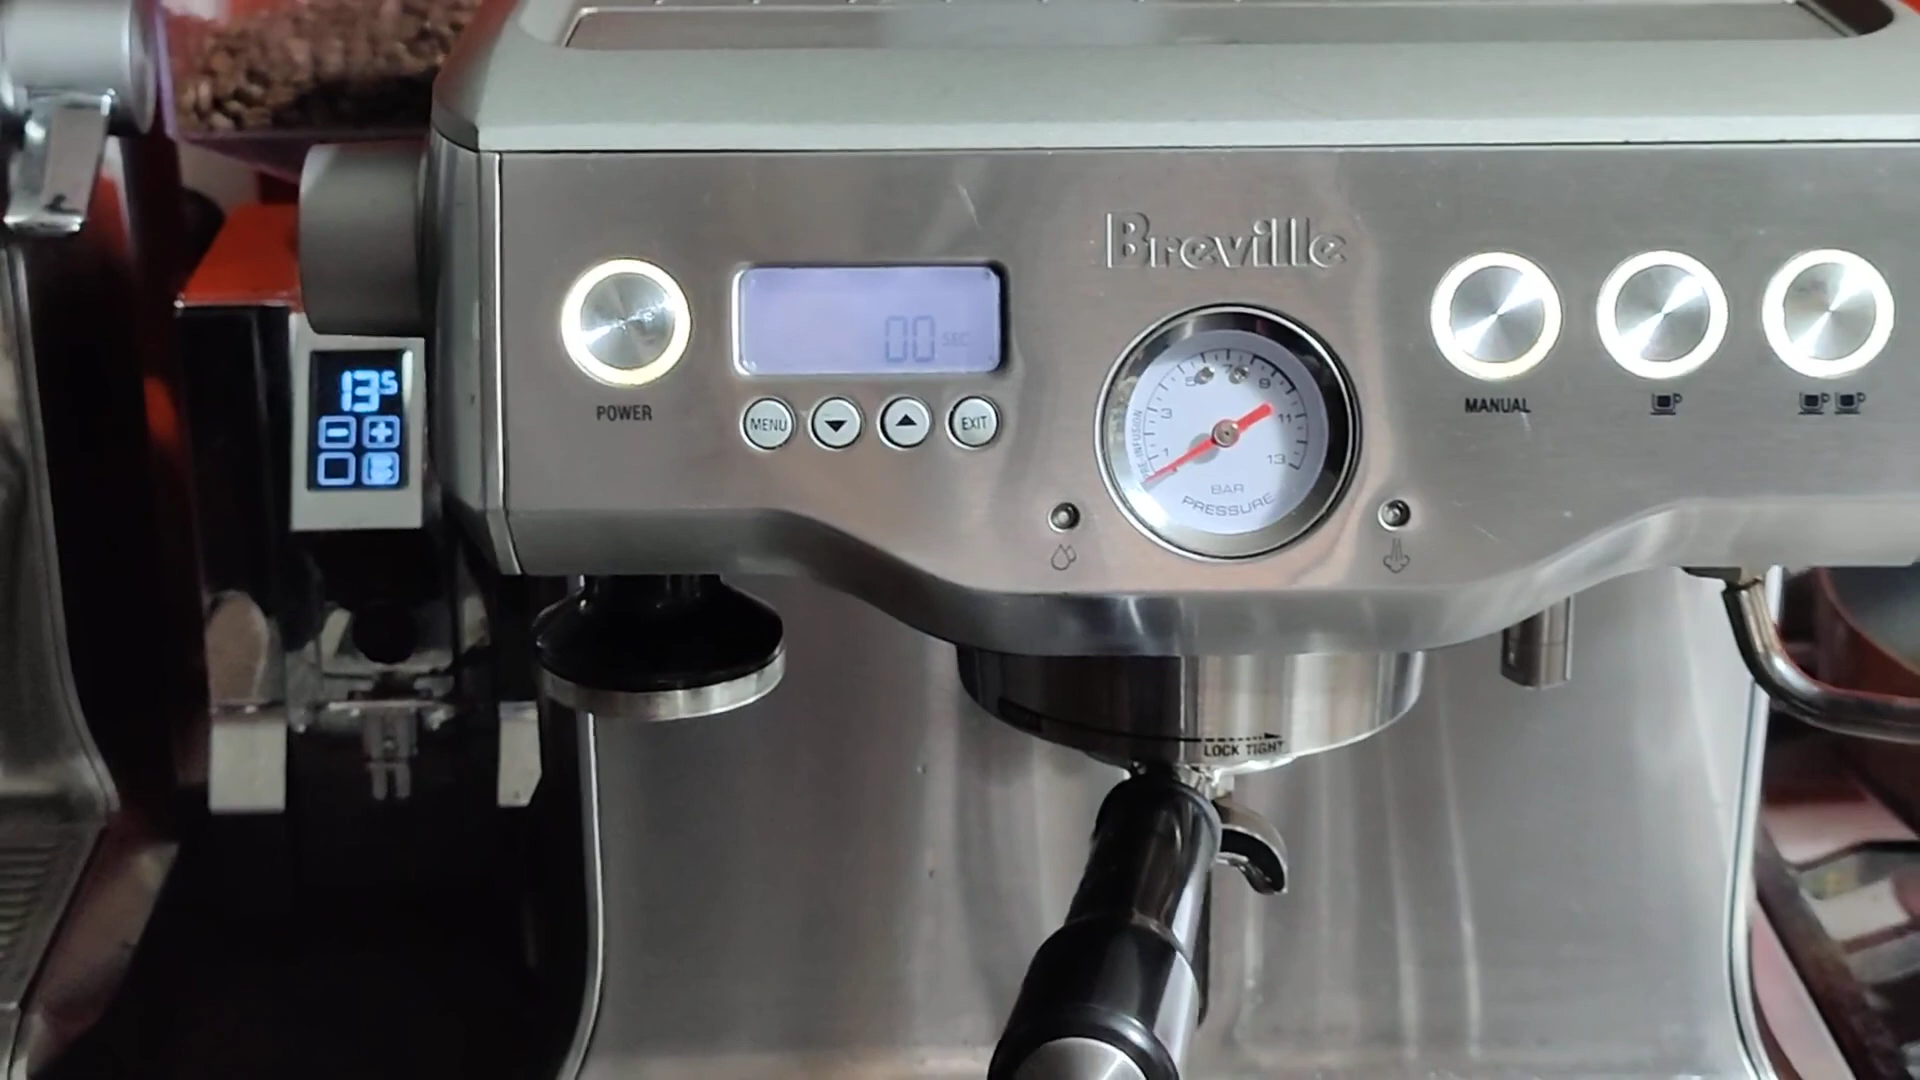 Breville
13⁵
00 SEC
POWER
MENU
EXIT
MANUAL
1
3
5
7
9
11
13
PRE-INFUSION
BAR
PRESSURE
LOCK TIGHT